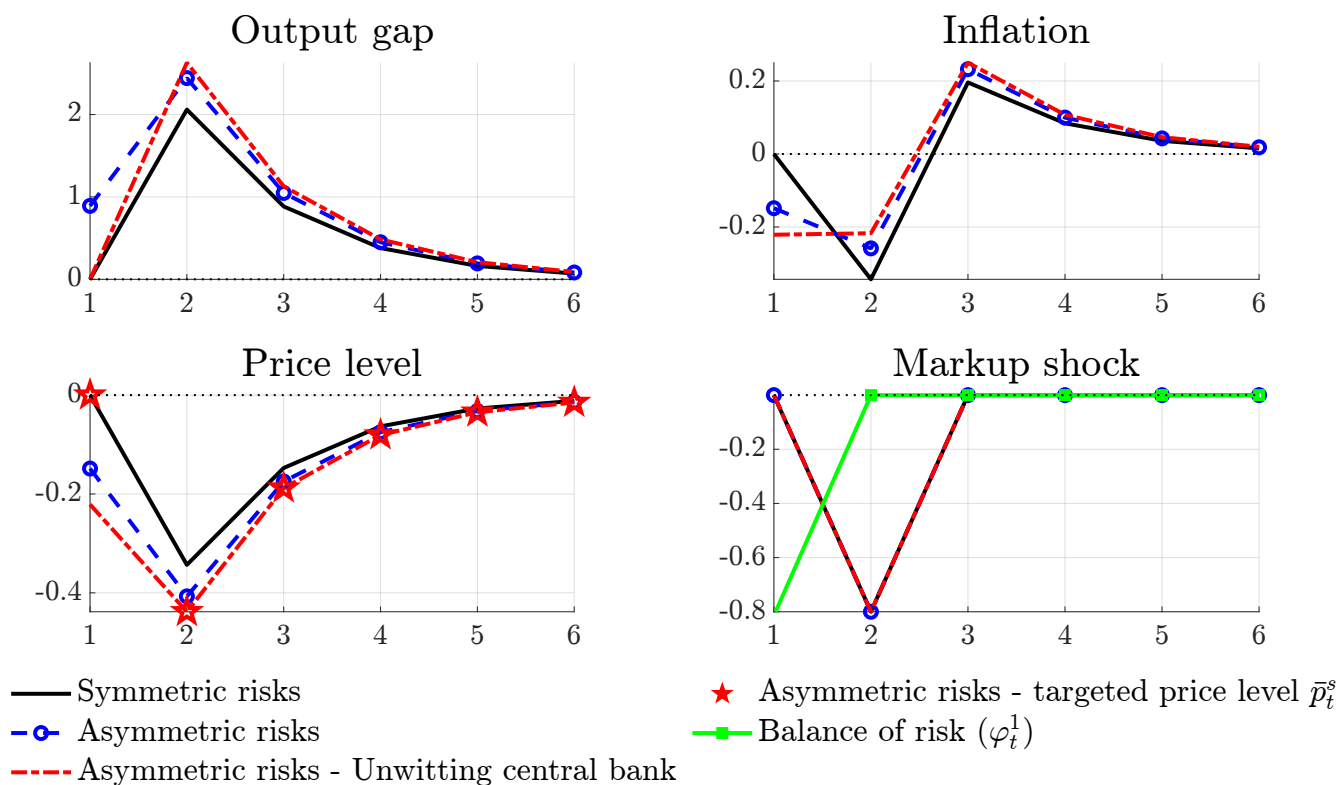 Output gap
2
1
0
1 2 3 4 5 6
Inflation
0.2
0
-0.2
1 2 3 4 5 6
Price level
0
-0.2
-0.4
1 2 3 4 5 6
Markup shock
-0.2
-0.4
-0.6
-0.8
1 2 3 4 5 6
Symmetric risks
Asymmetric risks
Asymmetric risks - Unwitting central bank
Asymmetric risks - targeted price level p̄ₜˢ
Balance of risk (φₜ¹)